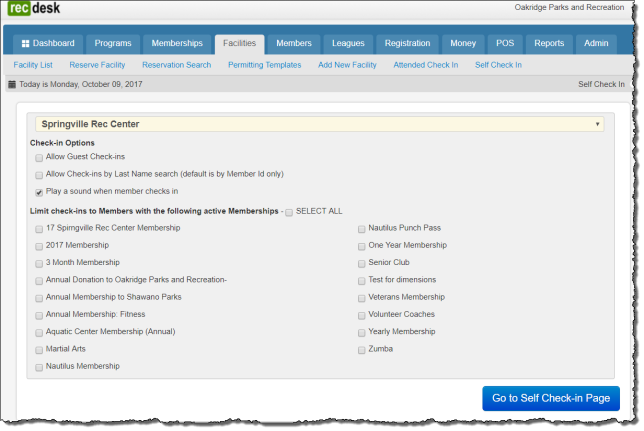 rec desk
Oakridge Parks and Recreation
Dashboard Programs Memberships Facilities Members Leagues Registration Money POS Reports Admin
Facility List Reserve Facility Reservation Search Permitting Templates Add New Facility Attended Check In Self Check In
Today is Monday, October 09, 2017 Self Check In
Springville Rec Center
Check-in Options
Allow Guest Check-ins
Allow Check-ins by Last Name search (default is by Member Id only)
Play a sound when member checks in
Limit check-ins to Members with the following active Memberships - SELECT ALL
17 Spirngville Rec Center Membership Nautilus Punch Pass
2017 Membership One Year Membership
3 Month Membership Senior Club
Annual Donation to Oakridge Parks and Recreation- Test for dimensions
Annual Membership to Shawano Parks Veterans Membership
Annual Membership: Fitness Volunteer Coaches
Aquatic Center Membership (Annual) Yearly Membership
Martial Arts Zumba
Nautilus Membership
Go to Self Check-in Page